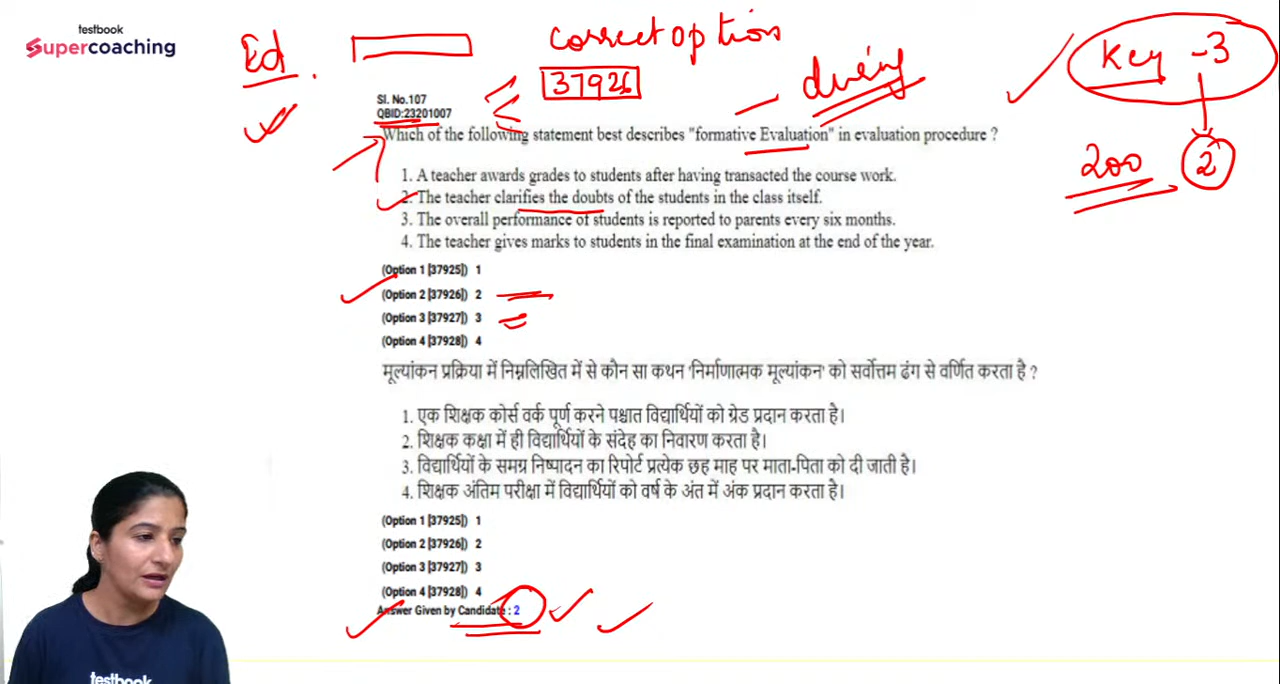 testbook
Supercoaching
Ed.
correct option
37926
during
Key -3
2
200
Sl. No.107
QBID:23201007
Which of the following statement best describes "formative Evaluation" in evaluation procedure ?
1. A teacher awards grades to students after having transacted the course work.
2. The teacher clarifies the doubts of the students in the class itself.
3. The overall performance of students is reported to parents every six months.
4. The teacher gives marks to students in the final examination at the end of the year.
(Option 1 [37925]) 1
(Option 2 [37926]) 2
(Option 3 [37927]) 3
(Option 4 [37928]) 4
मूल्यांकन प्रक्रिया में निम्नलिखित में से कौन सा कथन 'निर्माणात्मक मूल्यांकन' को सर्वोत्तम ढंग से वर्णित करता है ?
1. एक शिक्षक कोर्स वर्क पूर्ण करने पश्चात विद्यार्थियों को ग्रेड प्रदान करता है।
2. शिक्षक कक्षा में ही विद्यार्थियों के संदेह का निवारण करता है।
3. विद्यार्थियों के समग्र निष्पादन का रिपोर्ट प्रत्येक छह माह पर माता-पिता को दी जाती है।
4. शिक्षक अंतिम परीक्षा में विद्यार्थियों को वर्ष के अंत में अंक प्रदान करता है।
(Option 1 [37925]) 1
(Option 2 [37926]) 2
(Option 3 [37927]) 3
(Option 4 [37928]) 4
Answer Given by Candidate : 2
testbook